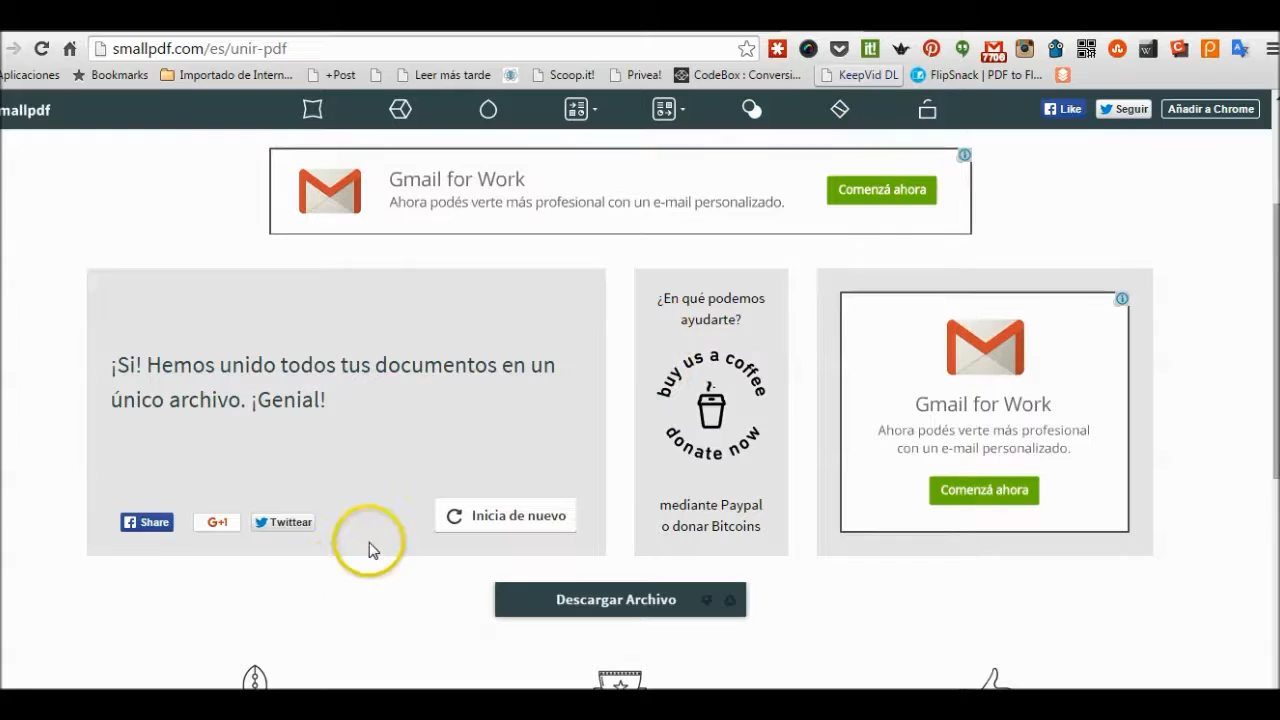 smallpdf.com/es/unir-pdf
7700
Aplicaciones
Bookmarks
Importado de Intern...
+Post
Leer más tarde
Scoop.it!
Privea!
CodeBox : Conversi...
KeepVid DL
FlipSnack | PDF to Fl...
mallpdf
Like
Seguir
Añadir a Chrome
Gmail for Work
Ahora podés verte más profesional con un e-mail personalizado.
Comenzá ahora
¡Si! Hemos unido todos tus documentos en un
único archivo. ¡Genial!
Share
G+1
Twittear
Inicia de nuevo
¿En qué podemos
ayudarte?
buy us a coffee
donate now
mediante Paypal
o donar Bitcoins
Gmail for Work
Ahora podés verte más profesional
con un e-mail personalizado.
Comenzá ahora
Descargar Archivo